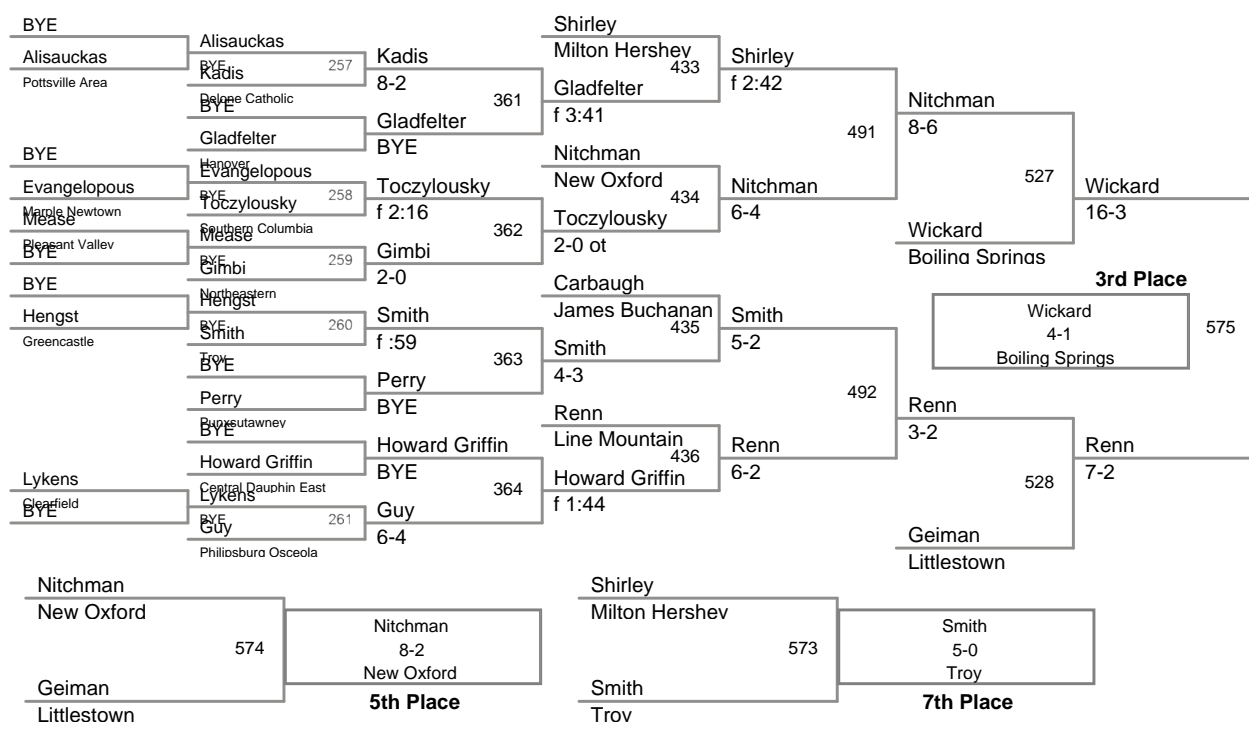 BYE
Alisauckas
Pottsville Area
BYE
Evangelopous
Marple Newtown
Mease
Pleasant Valley
BYE
BYE
Hengst
Greencastle
Lykens
Clearfield
BYE
Alisauckas
BYE 257
Kadis
Delone Catholic
BYE
Gladfelter
Hanover
Evangelopous
BYE 258
Toczylousky
Southern Columbia
Mease
BYE 259
Gimbi
Northeastern
Hengst
BYE 260
Smith
Troy
BYE
Perry
Punxsutawney
BYE
Howard Griffin
Central Dauphin East
Lykens
BYE 261
Guy
Philipsburg Osceola
Kadis
8-2
361
Gladfelter
BYE
Toczylousky
f 2:16
362
Gimbi
2-0
Smith
f :59
363
Perry
BYE
Howard Griffin
BYE
364
Guy
6-4
Shirley
Milton Hershey
433
Gladfelter
f 3:41
Nitchman
New Oxford
434
Toczylousky
2-0 ot
Carbaugh
James Buchanan
435
Smith
4-3
Renn
Line Mountain
436
Howard Griffin
f 1:44
Shirley
f 2:42
491
Nitchman
6-4
Smith
5-2
492
Renn
6-2
Nitchman
8-6
527
Wickard
Boiling Springs
Renn
3-2
528
Geiman
Littlestown
Wickard
16-3
3rd Place
Wickard
4-1
Boiling Springs
575
Renn
7-2
Nitchman
New Oxford
574
Geiman
Littlestown
Nitchman
8-2
New Oxford
5th Place
Shirley
Milton Hershey
573
Smith
Troy
Smith
5-0
Troy
7th Place